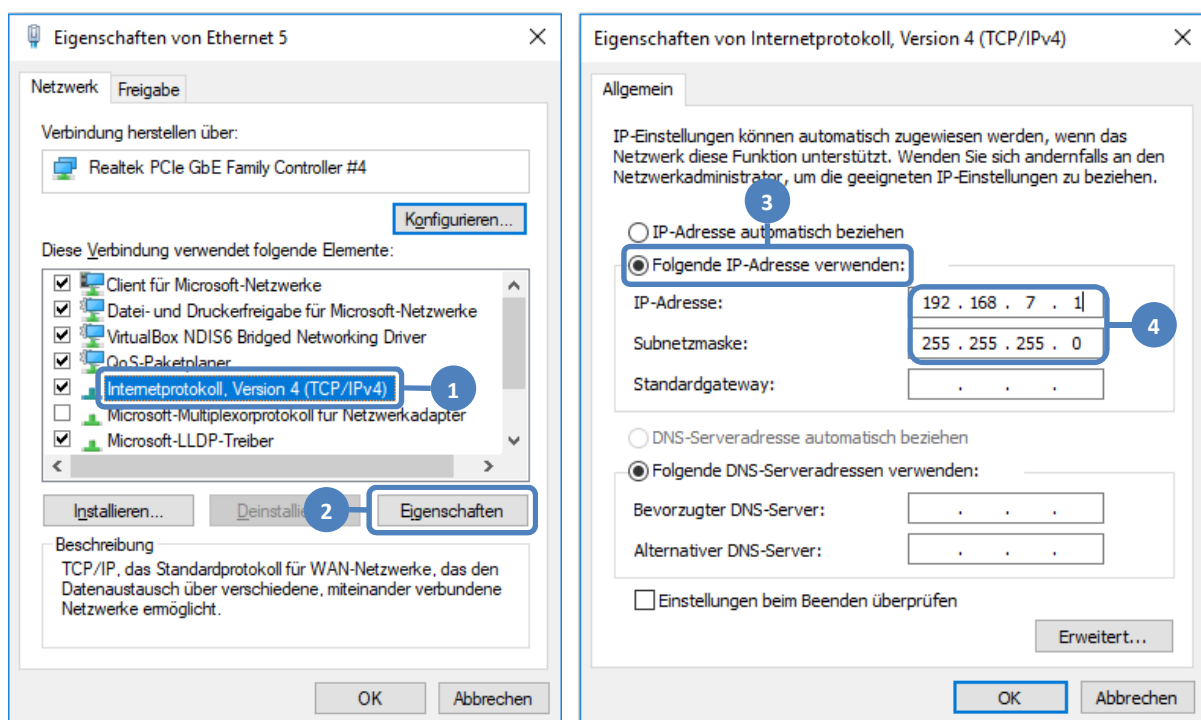 Eigenschaften von Ethernet 5
Netzwerk
Freigabe
Verbindung herstellen über:
Realtek PCIe GbE Family Controller #4
Konfigurieren...
Diese Verbindung verwendet folgende Elemente:
Client für Microsoft-Netzwerke
Datei- und Druckerfreigabe für Microsoft-Netzwerke
VirtualBox NDIS6 Bridged Networking Driver
QoS-Paketplaner
Internetprotokoll, Version 4 (TCP/IPv4)
1
Microsoft-Multiplexorprotokoll für Netzwerkadapter
Microsoft-LLDP-Treiber
Installieren...
2
Eigenschaften
Beschreibung
TCP/IP, das Standardprotokoll für WAN-Netzwerke, das den
Datenaustausch über verschiedene, miteinander verbundene
Netzwerke ermöglicht.
OK
Abbrechen
Eigenschaften von Internetprotokoll, Version 4 (TCP/IPv4)
Allgemein
IP-Einstellungen können automatisch zugewiesen werden, wenn das
Netzwerk diese Funktion unterstützt. Wenden Sie sich andernfalls an den
Netzwerkadministrator, um die geeigneten IP-Einstellungen zu beziehen.
3
IP-Adresse automatisch beziehen
Folgende IP-Adresse verwenden:
IP-Adresse:
192 . 168 . 7 . 1
Subnetzmaske:
255 . 255 . 255 . 0
4
Standardgateway:
. . .
DNS-Serveradresse automatisch beziehen
Folgende DNS-Serveradressen verwenden:
Bevorzugter DNS-Server:
. . .
Alternativer DNS-Server:
. . .
Einstellungen beim Beenden überprüfen
Erweitert...
OK
Abbrechen